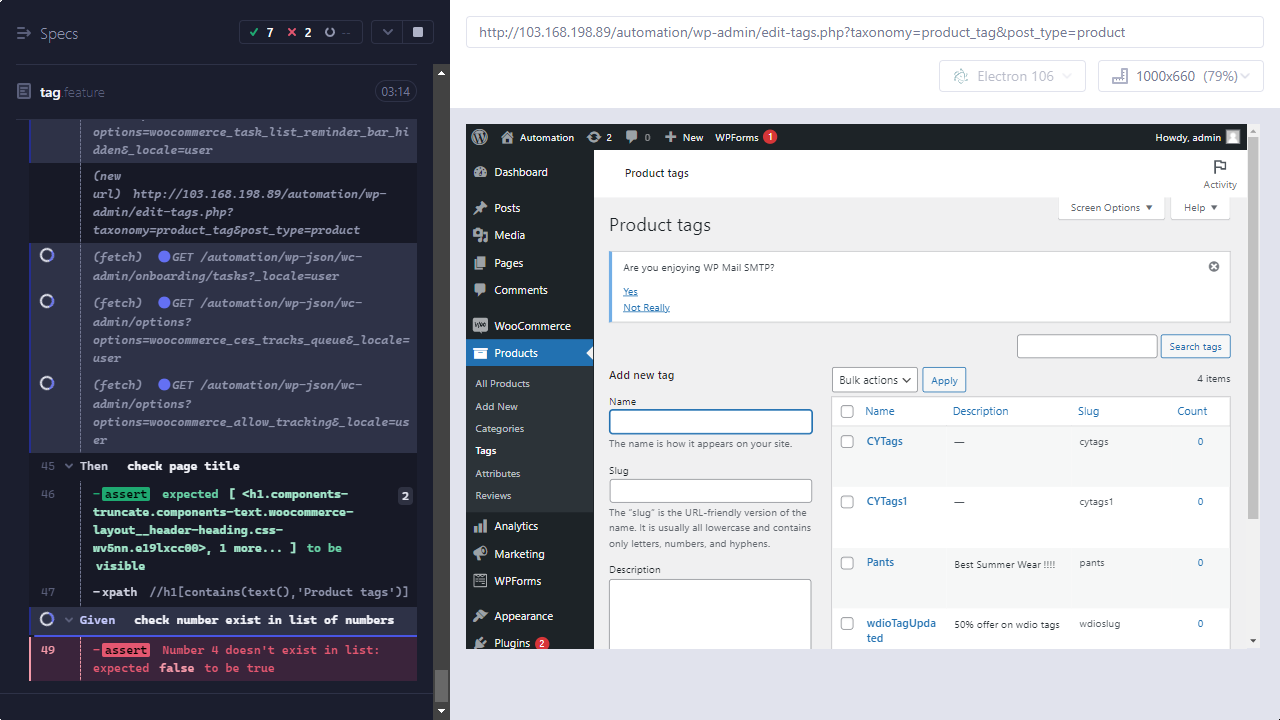 Specs
7
2
--
tag.feature
03:14
options=woocommerce_task_list_reminder_bar_hi
dden&_locale=user
(new
url) http://103.168.198.89/automation/wp-
admin/edit-tags.php?
taxonomy=product_tag&post_type=product
(fetch) GET /automation/wp-json/wc-
admin/onboarding/tasks?_locale=user
(fetch) GET /automation/wp-json/wc-
admin/options?
options=woocommerce_ces_tracks_queue&_locale=
user
(fetch) GET /automation/wp-json/wc-
admin/options?
options=woocommerce_allow_tracking&_locale=us
er
45 Then check page title
46 -assert expected [ <h1.components-
truncate.components-text.woocommerce-
layout__header-heading.css-
wv5nn.e19lxcc00>, 1 more... ] to be
visible
2
47 -xpath //h1[contains(text(),'Product tags')]
Given check number exist in list of numbers
49 -assert Number 4 doesn't exist in list:
expected false to be true
http://103.168.198.89/automation/wp-admin/edit-tags.php?taxonomy=product_tag&post_type=product
Electron 106
1000x660 (79%)
Automation 2 0 New WPForms 1
Howdy, admin
Dashboard
Posts
Media
Pages
Comments
WooCommerce
Products
All Products
Add New
Categories
Tags
Attributes
Reviews
Analytics
Marketing
WPForms
Appearance
Plugins 2
Product tags
Activity
Screen Options
Help
Product tags
Are you enjoying WP Mail SMTP?
Yes
Not Really
Search tags
Add new tag
Name
The name is how it appears on your site.
Slug
The “slug” is the URL-friendly version of the
name. It is usually all lowercase and contains
only letters, numbers, and hyphens.
Description
Bulk actions
Apply
4 items
Name Description Slug Count
CYTags — cytags 0
CYTags1 — cytags1 0
Pants Best Summer Wear !!!! pants 0
wdioTagUpda
ted
50% offer on wdio tags wdioslug 0